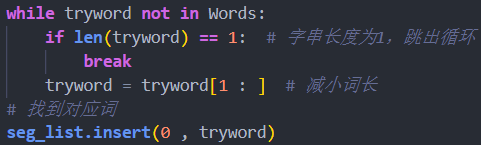 while tryword not in Words:
    if len(tryword) == 1:  # 字串长度为1，跳出循环
        break
    tryword = tryword[1 : ]  # 减小词长
# 找到对应词
seg_list.insert(0 , tryword)